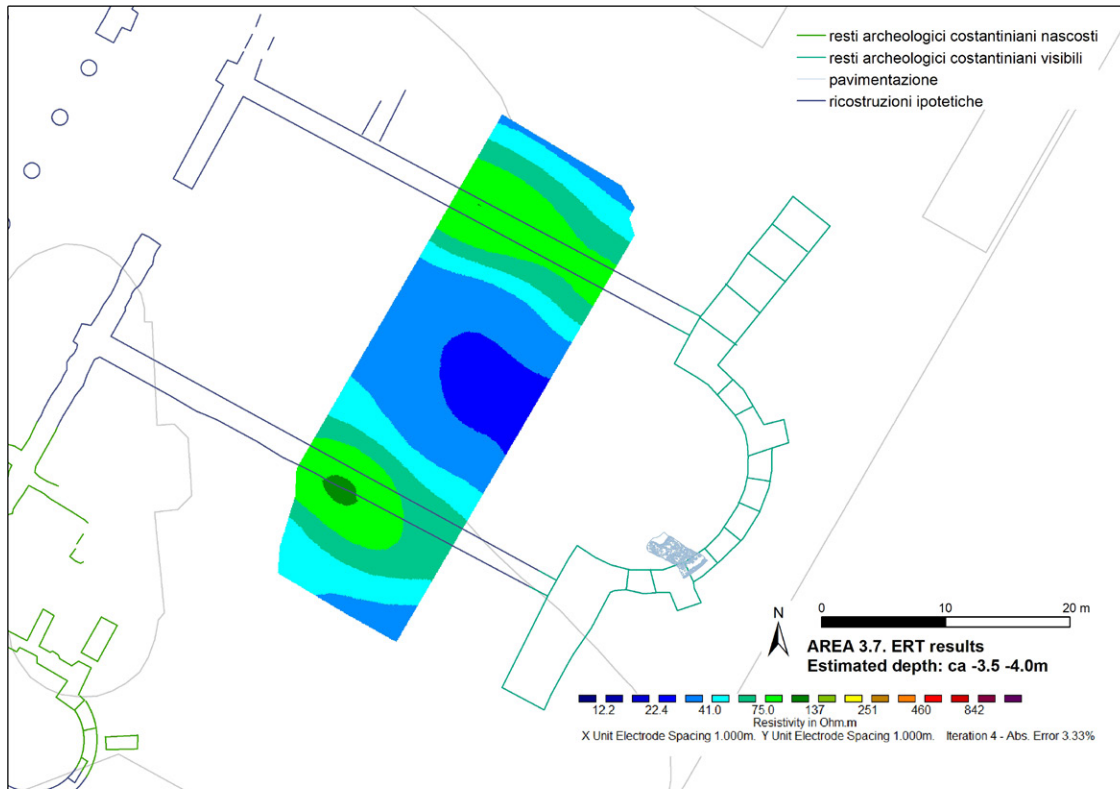 resti archeologici costantiniani nascosti
resti archeologici costantiniani visibili
pavimentazione
ricostruzioni ipotetiche
0 10 20 m
N
AREA 3.7. ERT results
Estimated depth: ca -3.5 -4.0m
12.2 22.4 41.0 75.0 137 251 460 842
Resistivity in Ohm.m
X Unit Electrode Spacing 1.000m. Y Unit Electrode Spacing 1.000m. Iteration 4 - Abs. Error 3.33%